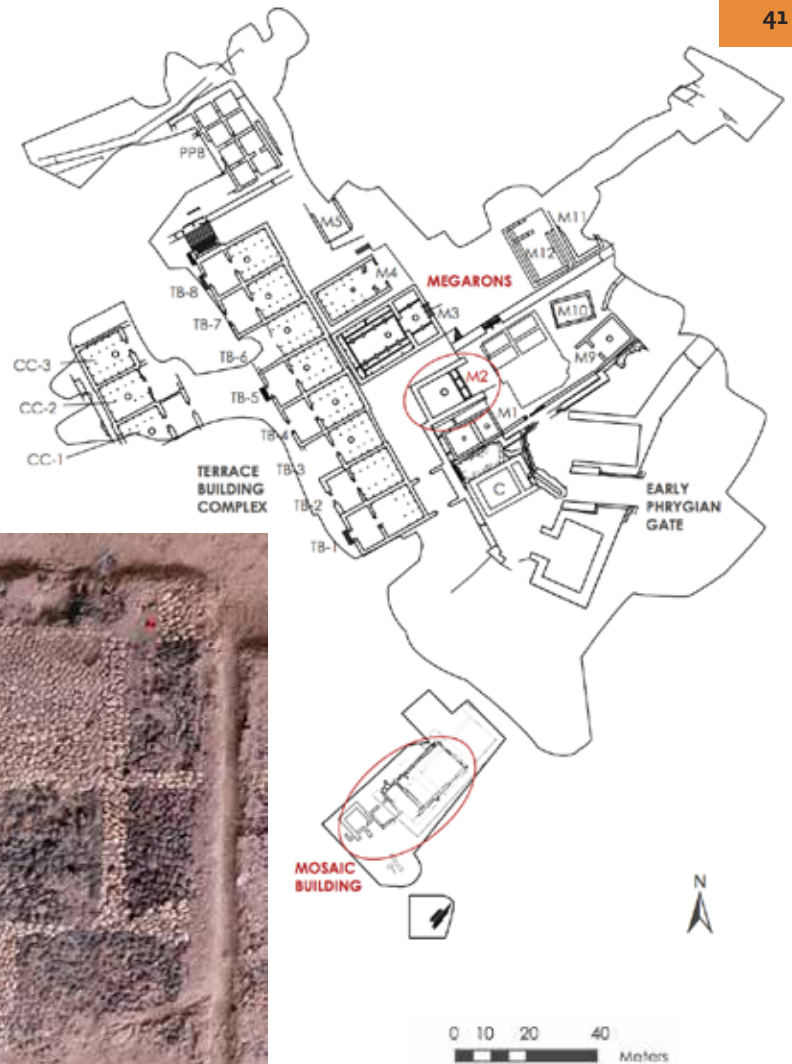 41
PPB
M5
M11
M12
M4
MEGARONS
TB-8
M3
M10
TB-7
M9
TB-6
M2
CC-3
TB-5
M1
CC-2
TB-4
CC-1
TB-3
TERRACE
BUILDING
COMPLEX
C
EARLY
PHRYGIAN
GATE
TB-2
TB-1
MOSAIC
BUILDING
N
0 10 20 40
Meters